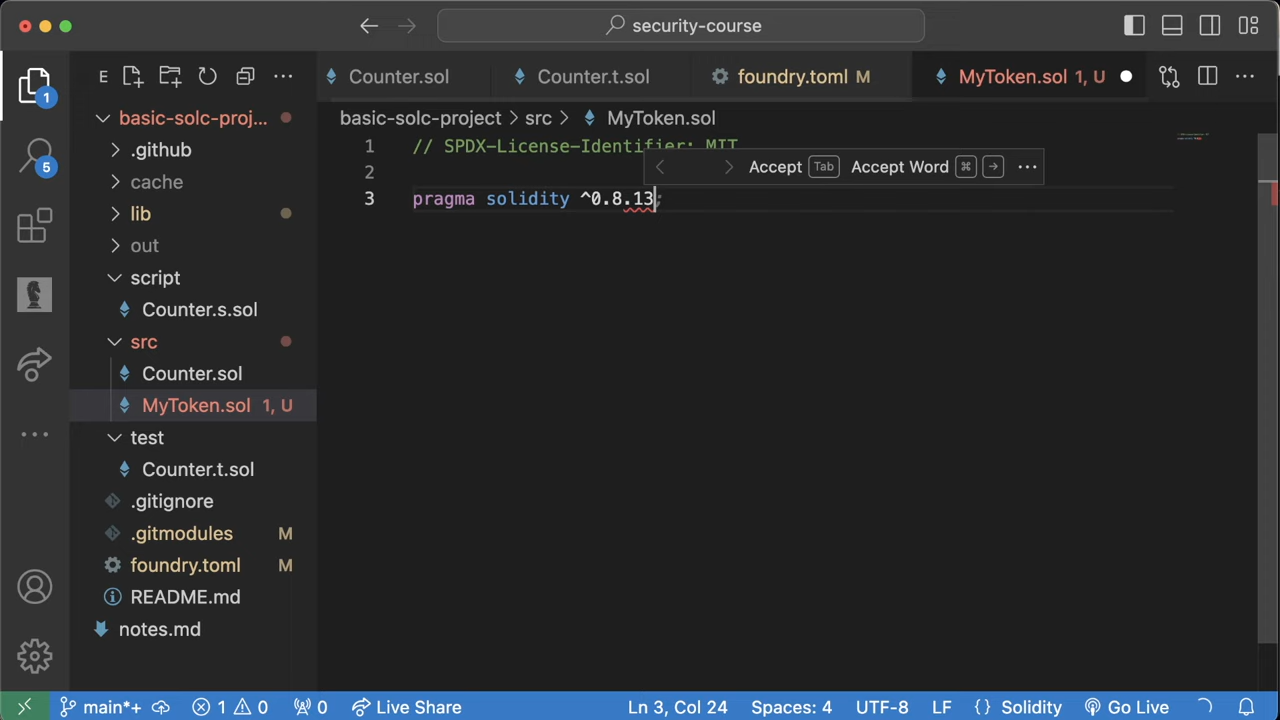 security-course
E
Counter.sol
Counter.t.sol
foundry.toml M
MyToken.sol 1, U
1
5
basic-solc-proj...
.github
cache
lib
out
script
Counter.s.sol
src
Counter.sol
MyToken.sol 1, U
test
Counter.t.sol
.gitignore
.gitmodules M
foundry.toml M
README.md
notes.md
basic-solc-project > src > MyToken.sol
1 // SPDX-License-Identifier: MIT
2
Accept Tab Accept Word ⌘ →
3 pragma solidity ^0.8.13;
main*+ 1 0 0 Live Share Ln 3, Col 24 Spaces: 4 UTF-8 LF {} Solidity Go Live